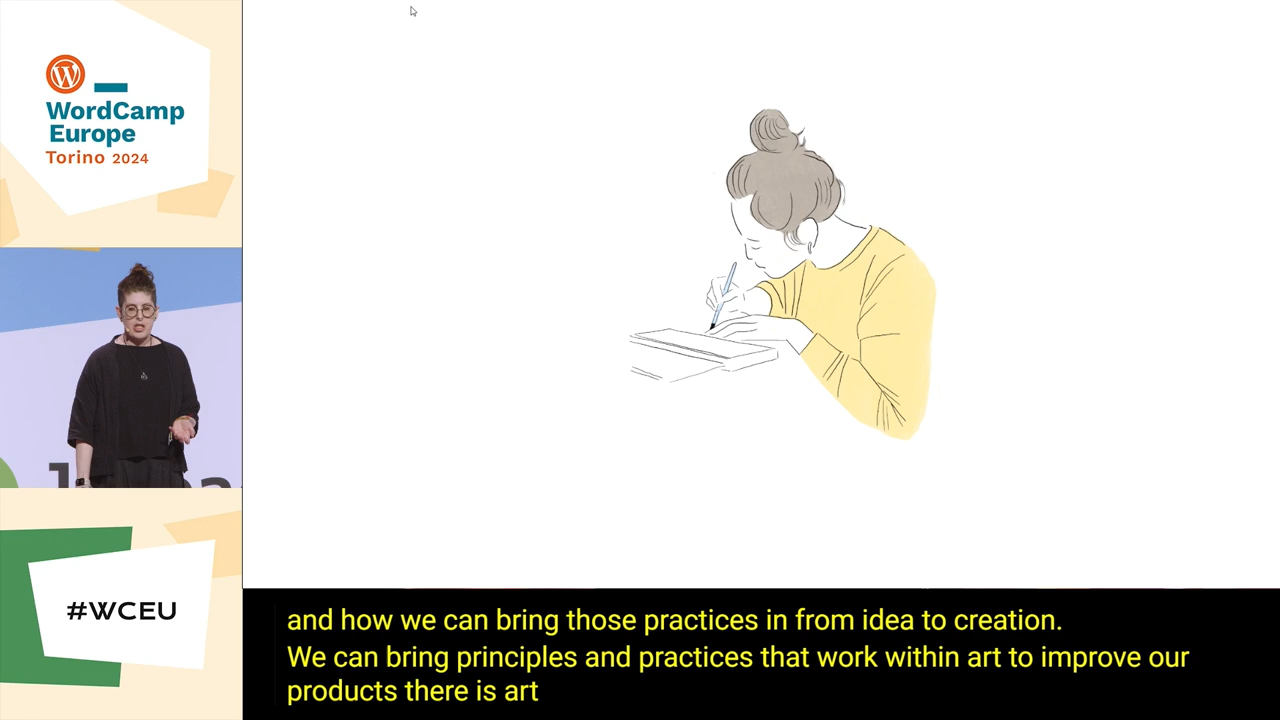 WordCamp
Europe
Torino 2024
#WCEU
and how we can bring those practices in from idea to creation.
We can bring principles and practices that work within art to improve our
products there is art